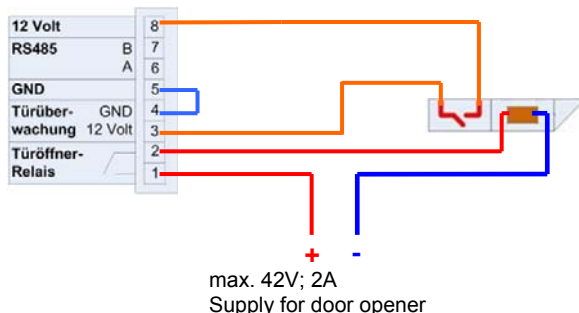 12 Volt 8
RS485 B 7
A 6
GND 5
Türüber- GND 4
wachung 12 Volt 3
Türöffner- 2
Relais 1
+ -
max. 42V; 2A
Supply for door opener